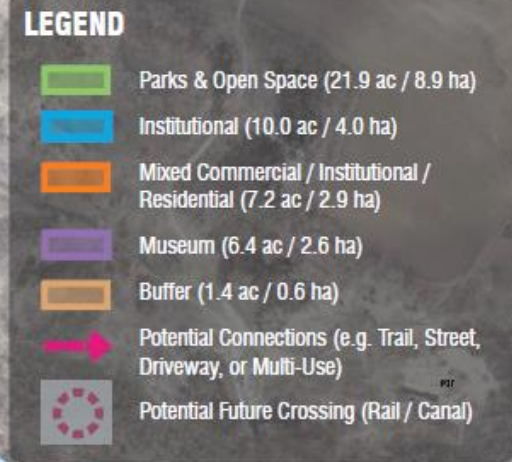 LEGEND
Parks & Open Space (21.9 ac / 8.9 ha)
Institutional (10.0 ac / 4.0 ha)
Mixed Commercial / Institutional /
Residential (7.2 ac / 2.9 ha)
Museum (6.4 ac / 2.6 ha)
Buffer (1.4 ac / 0.6 ha)
Potential Connections (e.g. Trail, Street,
Driveway, or Multi-Use)
Potential Future Crossing (Rail / Canal)